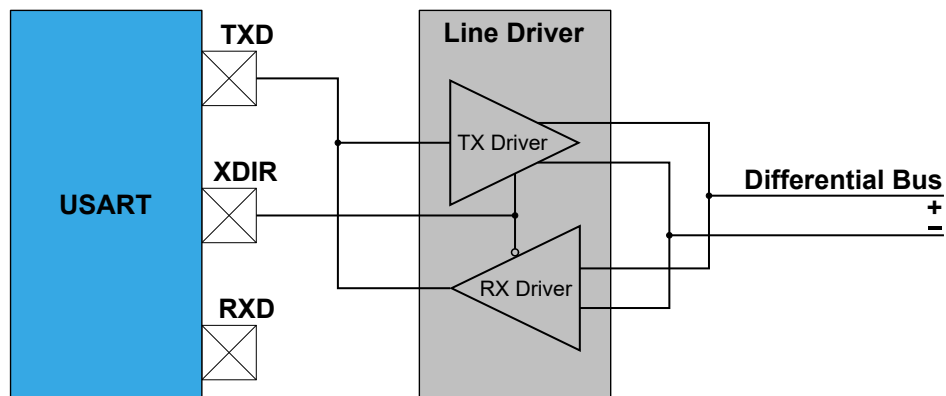 TXD
Line Driver
TX Driver
XDIR
Differential Bus
USART
+
−
RX Driver
RXD